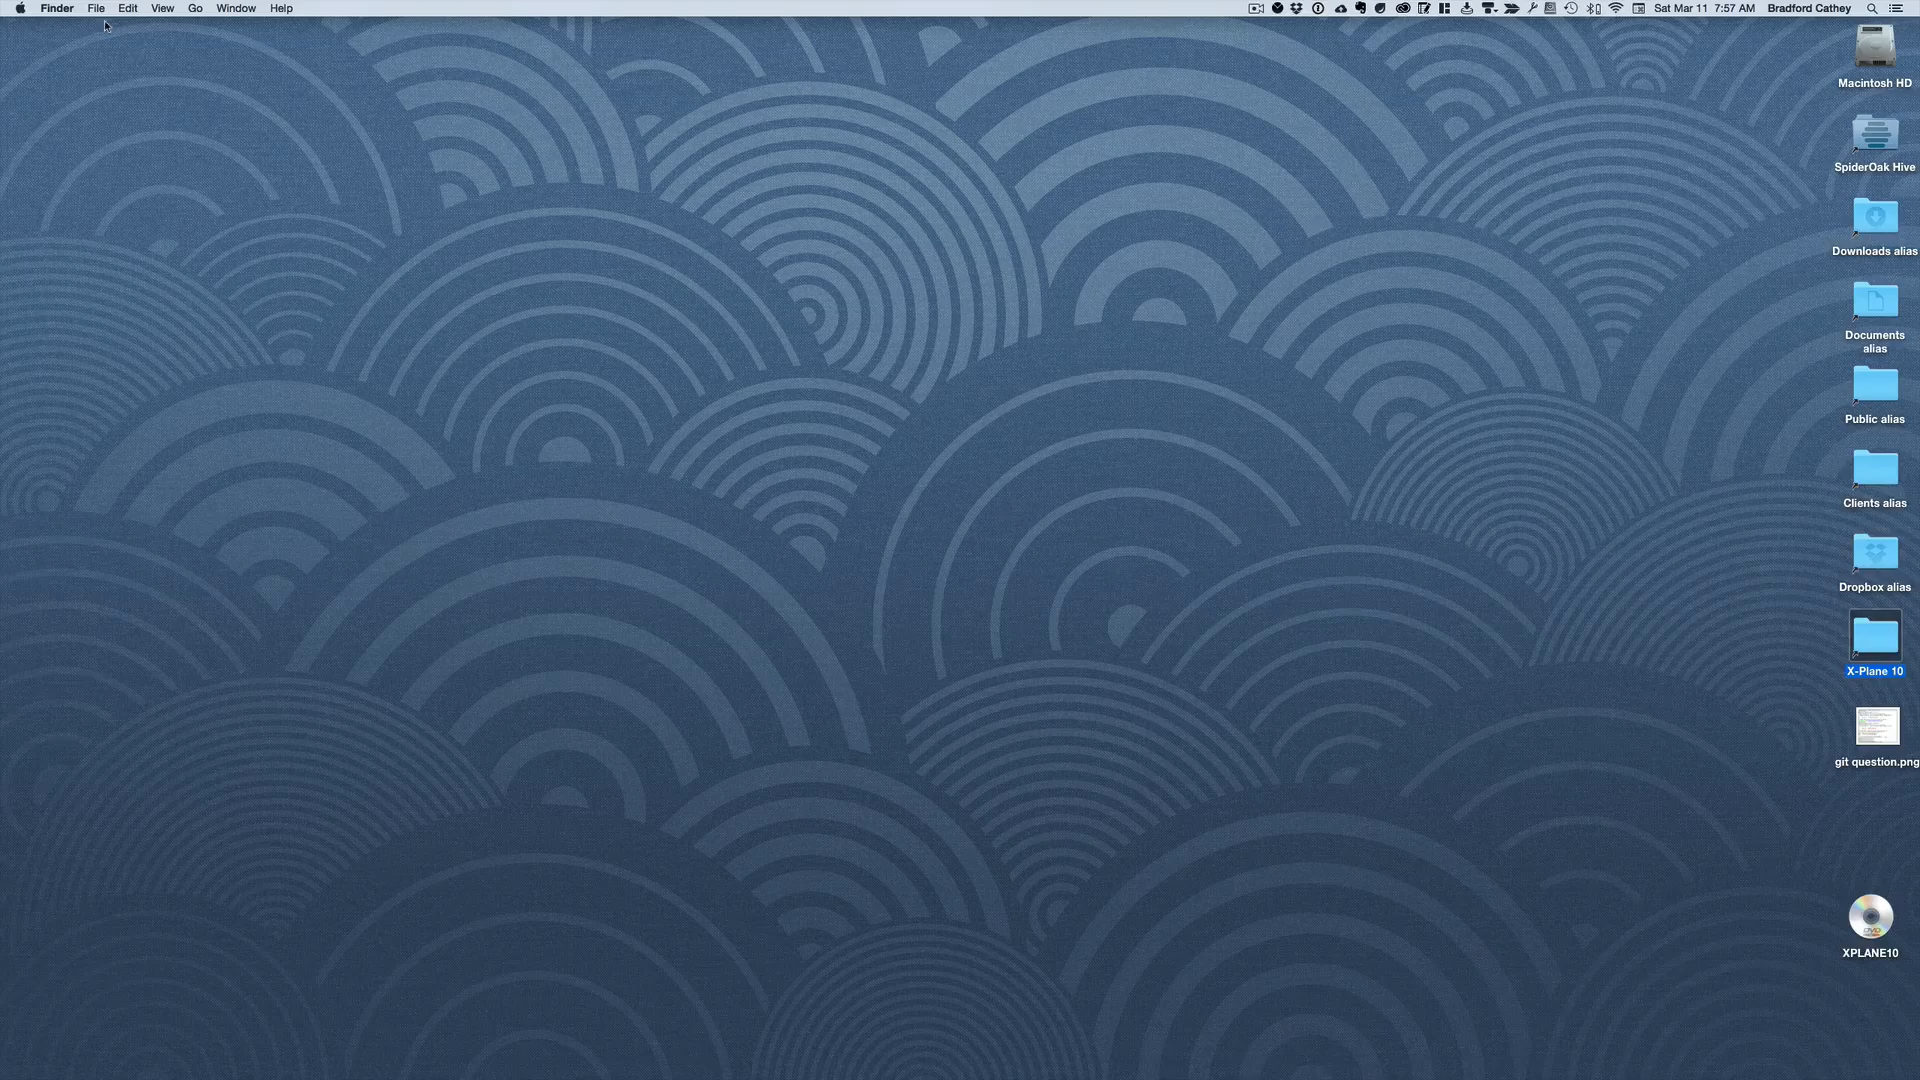 Finder File Edit View Go Window Help Sat Mar 11 7:57 AM Bradford Cathey
Macintosh HD
SpiderOak Hive
Downloads alias
Documents
alias
Public alias
Clients alias
Dropbox alias
X-Plane 10
git question.png
DVD
XPLANE10